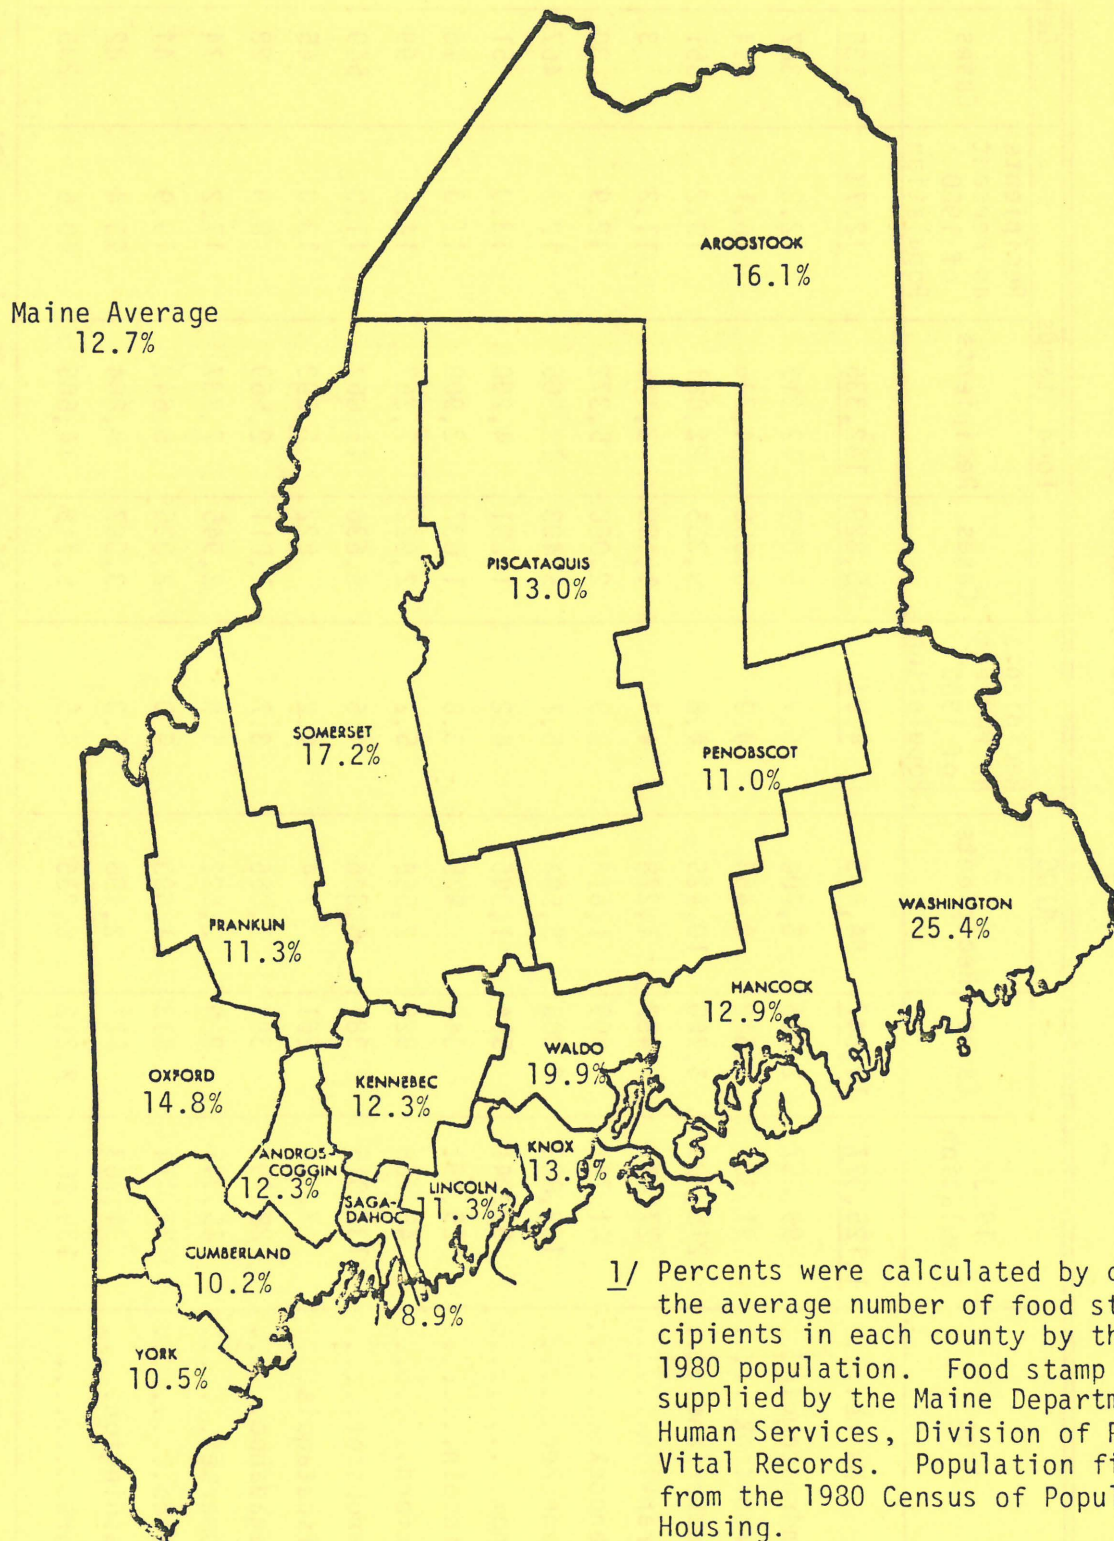 AROOSTOOK
16.1%
Maine Average
12.7%
PISCATAQUIS
13.0%
SOMERSET
17.2%
PENOBSCOT
11.0%
FRANKLIN
11.3%
WASHINGTON
25.4%
HANCOCK
12.9%
WALDO
19.9%
OXFORD
14.8%
KENNEBEC
12.3%
KNOX
13.0%
ANDROS-
COGGIN
12.3%
SAGA-
DAHOC
8.9%
LINCOLN
11.3%
CUMBERLAND
10.2%
YORK
10.5%
1/ Percents were calculated by
the average number of food
cipients in each county by
1980 population. Food stamp
supplied by the Maine
Human Services, Division of
Vital Records. Population
from the 1980 Census of
Housing.